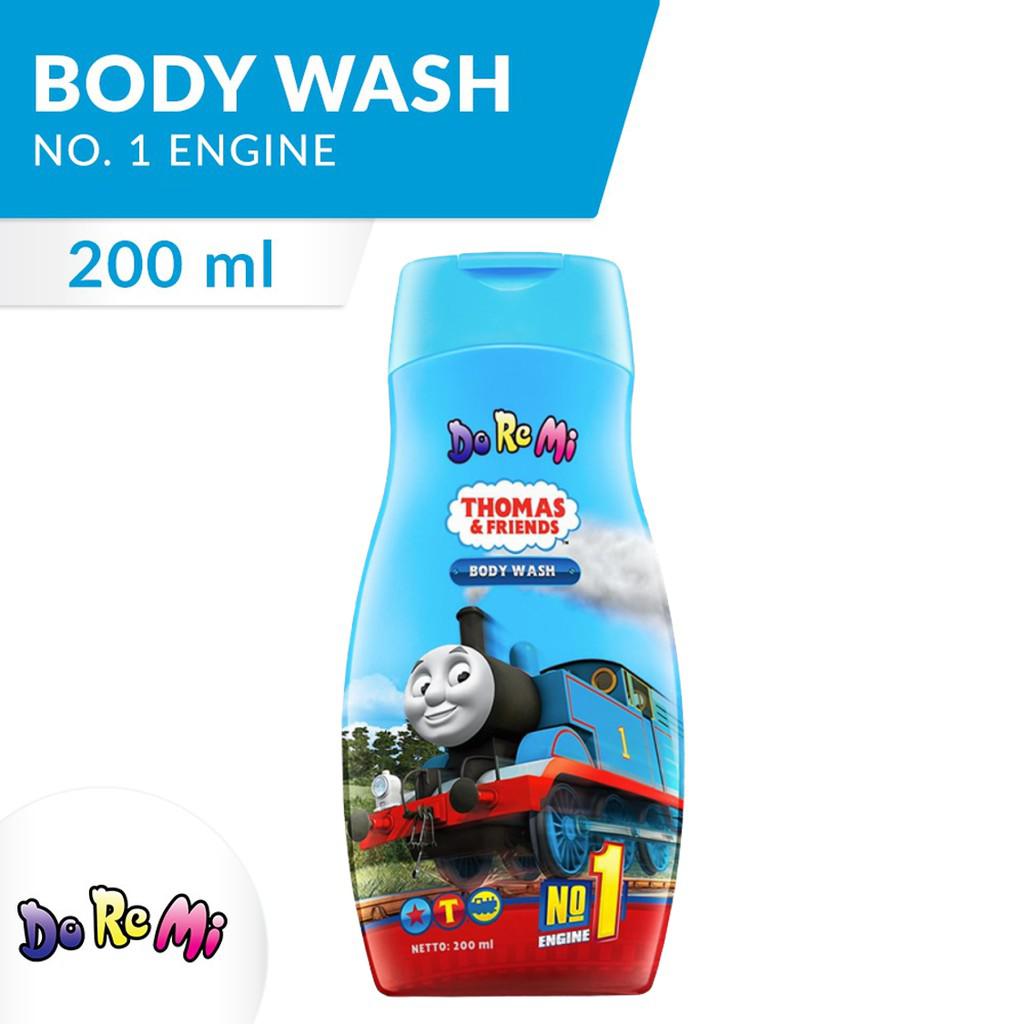 BODY WASH
NO. 1 ENGINE
200 ml
Do Re Mi
THOMAS
& FRIENDS
™
BODY WASH
1
T
No
1
ENGINE
NETTO: 200 ml
Do Re Mi